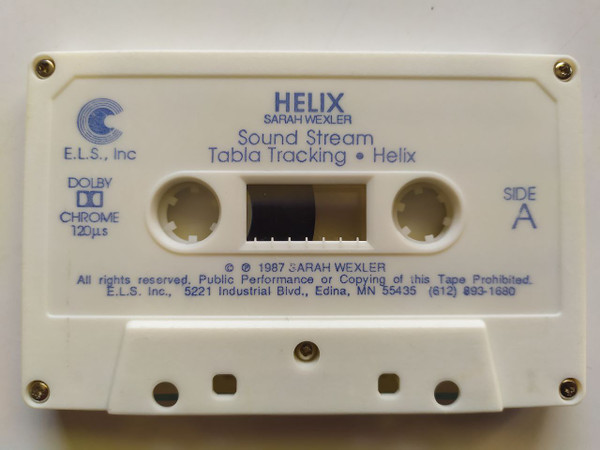 HELIX
SARAH WEXLER
Sound Stream
Tabla Tracking • Helix
E.L.S., Inc
DOLBY
CHROME
120µs
SIDE
A
© ℗ 1987 SARAH WEXLER
All rights reserved. Public Performance or Copying of this Tape Prohibited.
E.L.S. Inc., 5221 Industrial Blvd., Edina, MN 55435 (612) 893-1680